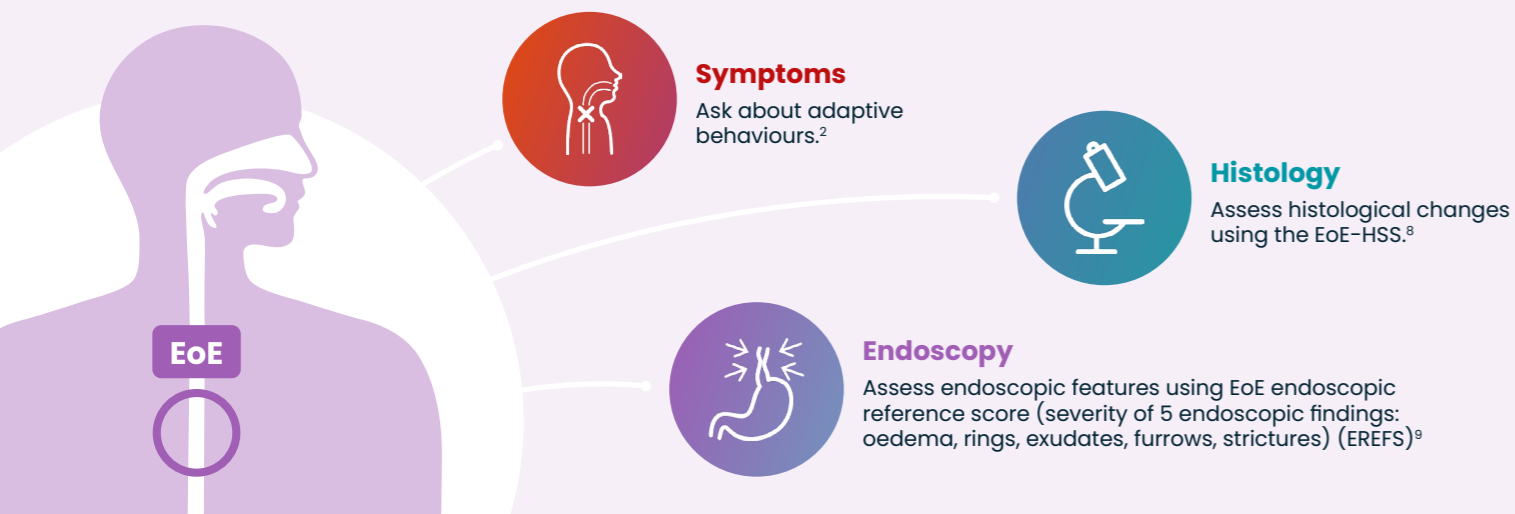 Symptoms
Ask about adaptive
behaviours.²
Histology
Assess histological changes
using the EoE-HSS.⁸
EoE
Endoscopy
Assess endoscopic features using EoE endoscopic
reference score (severity of 5 endoscopic findings:
oedema, rings, exudates, furrows, strictures) (EREFS)⁹